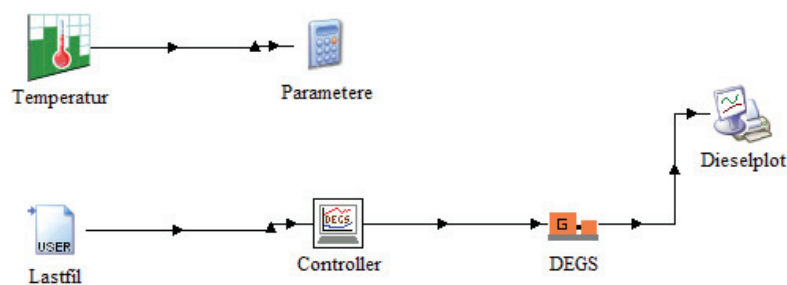 Temperatur
Parametere
Dieselplot
USER
Lastfil
DEGS
Controller
G
DEGS